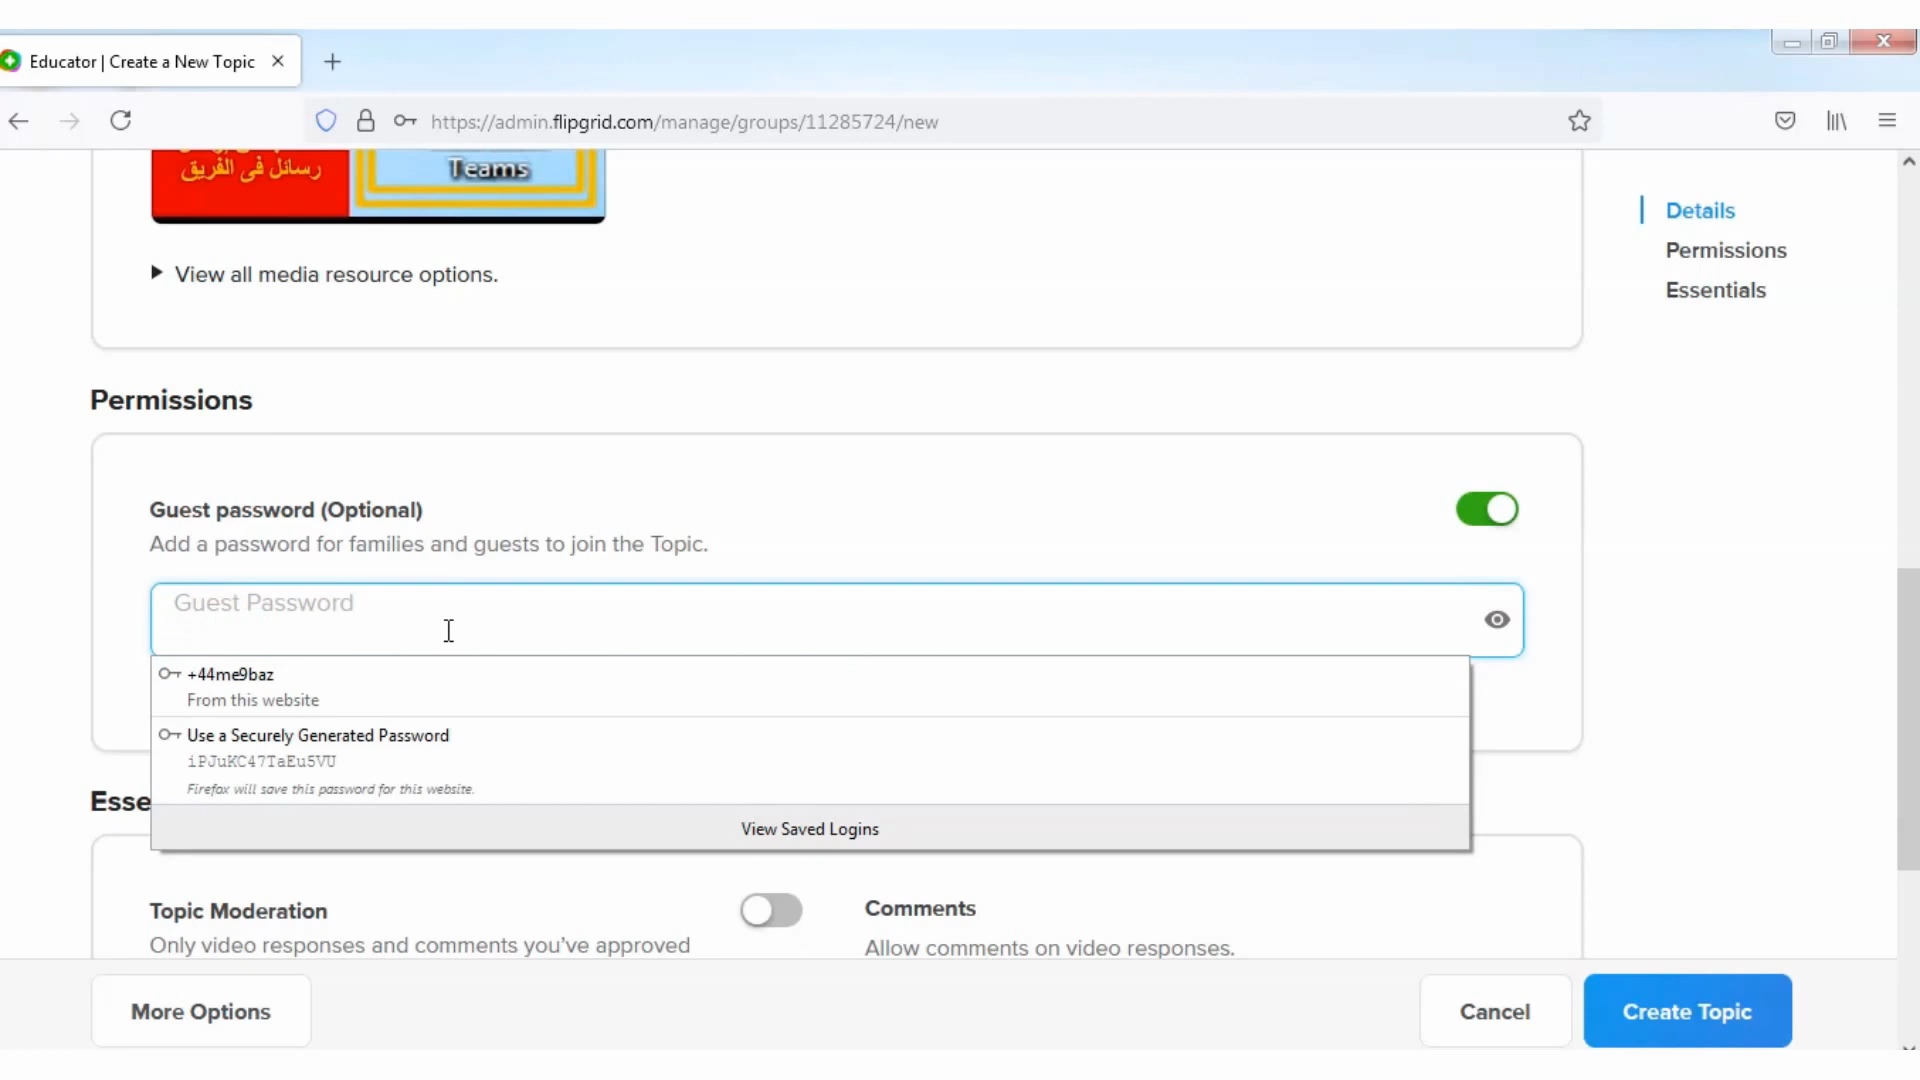 Educator | Create a New Topic
https://admin.flipgrid.com/manage/groups/11285724/new
رسائل فى الفريق
Teams
View all media resource options.
Details
Permissions
Essentials
Permissions
Guest password (Optional)
Add a password for families and guests to join the Topic.
Guest Password
+44me9baz
From this website
Use a Securely Generated Password
iPJuKC47TaEu5VU
Firefox will save this password for this website.
View Saved Logins
Esse
Topic Moderation
Only video responses and comments you've approved
Comments
Allow comments on video responses.
More Options
Cancel
Create Topic